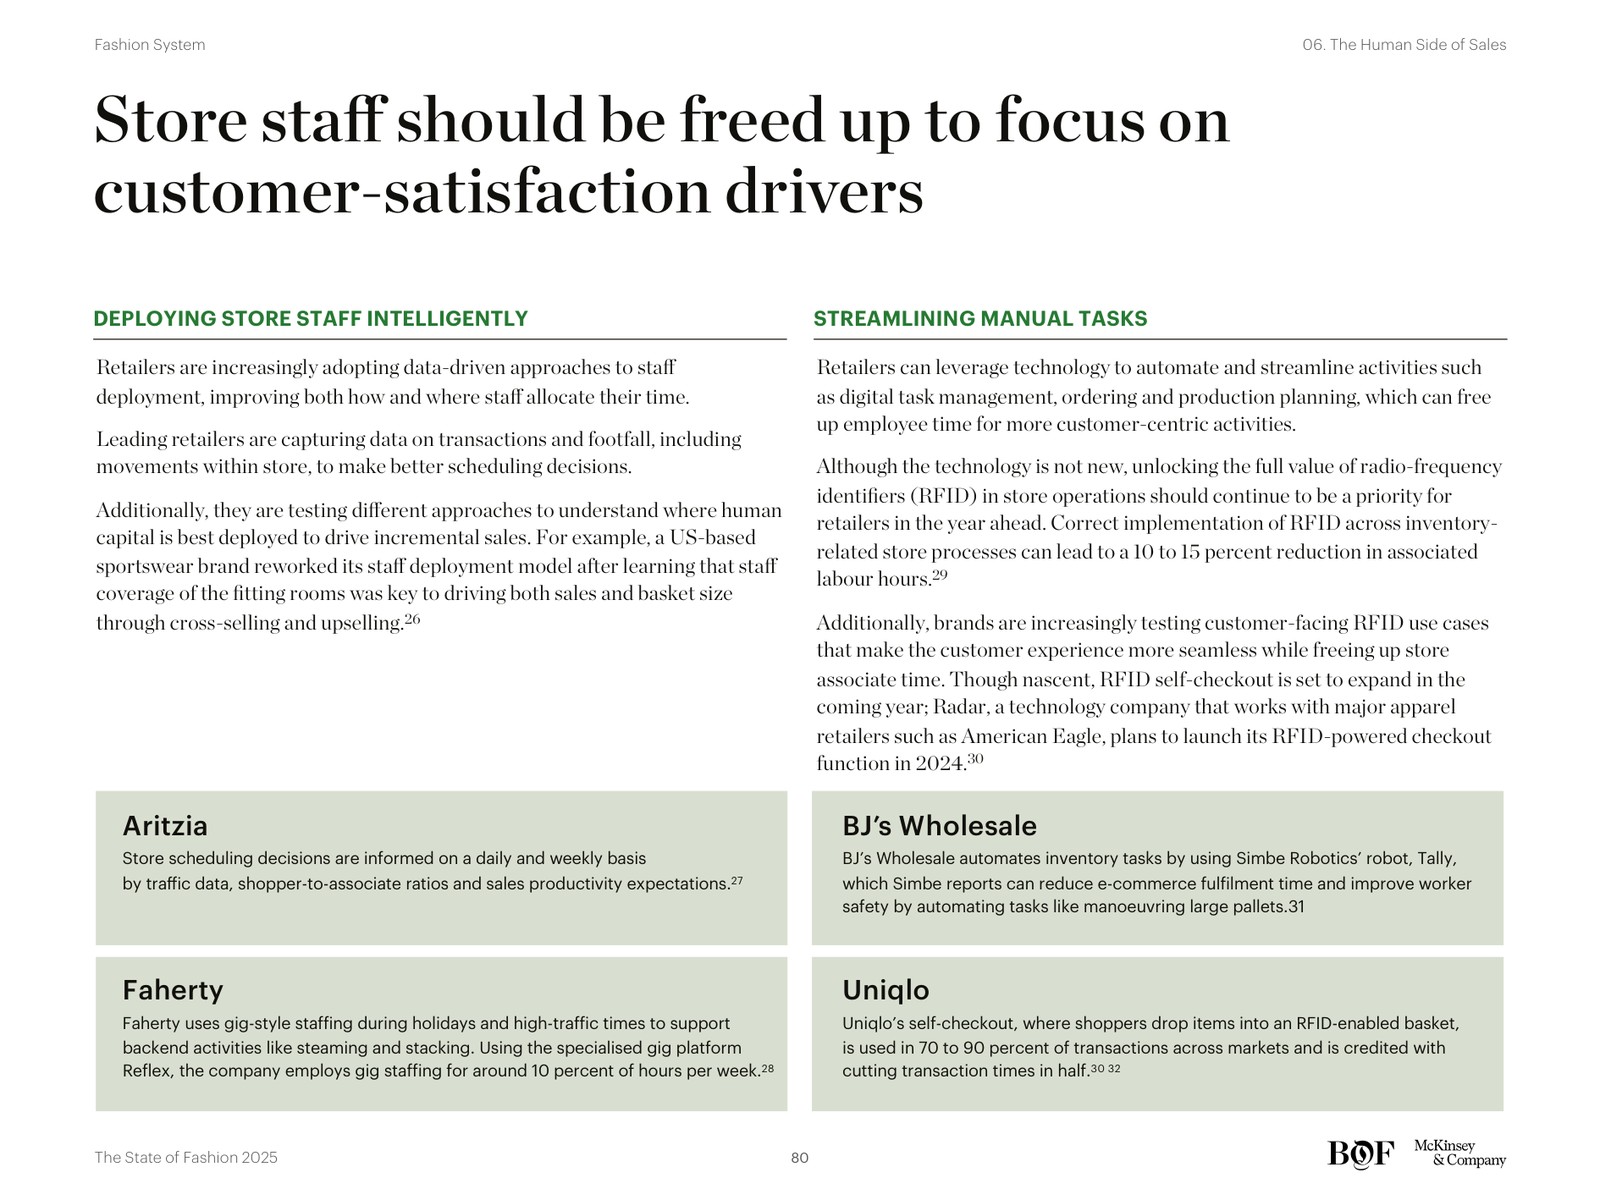 Fashion System
06. The Human Side of Sales
Store staff should be freed up to focus on
customer-satisfaction drivers
DEPLOYING STORE STAFF INTELLIGENTLY
Retailers are increasingly adopting data-driven approaches to staff
deployment, improving both how and where staff allocate their time.
Leading retailers are capturing data on transactions and footfall, including
movements within store, to make better scheduling decisions.
Additionally, they are testing different approaches to understand where human
capital is best deployed to drive incremental sales. For example, a US-based
sportswear brand reworked its staff deployment model after learning that staff
coverage of the fitting rooms was key to driving both sales and basket size
through cross-selling and upselling.26
STREAMLINING MANUAL TASKS
Retailers can leverage technology to automate and streamline activities such
as digital task management, ordering and production planning, which can free
up employee time for more customer-centric activities.
Although the technology is not new, unlocking the full value of radio-frequency
identifiers (RFID) in store operations should continue to be a priority for
retailers in the year ahead. Correct implementation of RFID across inventory-
related store processes can lead to a 10 to 15 percent reduction in associated
labour hours.29
Additionally, brands are increasingly testing customer-facing RFID use cases
that make the customer experience more seamless while freeing up store
associate time. Though nascent, RFID self-checkout is set to expand in the
coming year; Radar, a technology company that works with major apparel
retailers such as American Eagle, plans to launch its RFID-powered checkout
function in 2024.30
Aritzia
Store scheduling decisions are informed on a daily and weekly basis
by traffic data, shopper-to-associate ratios and sales productivity expectations.27
BJ's Wholesale
BJ's Wholesale automates inventory tasks by using Simbe Robotics' robot, Tally,
which Simbe reports can reduce e-commerce fulfilment time and improve worker
safety by automating tasks like manoeuvring large pallets.31
Faherty
Faherty uses gig-style staffing during holidays and high-traffic times to support
backend activities like steaming and stacking. Using the specialised gig platform
Reflex, the company employs gig staffing for around 10 percent of hours per week.28
Uniqlo
Uniqlo's self-checkout, where shoppers drop items into an RFID-enabled basket,
is used in 70 to 90 percent of transactions across markets and is credited with
cutting transaction times in half.30 32
The State of Fashion 2025
80
BOF
McKinsey
& Company